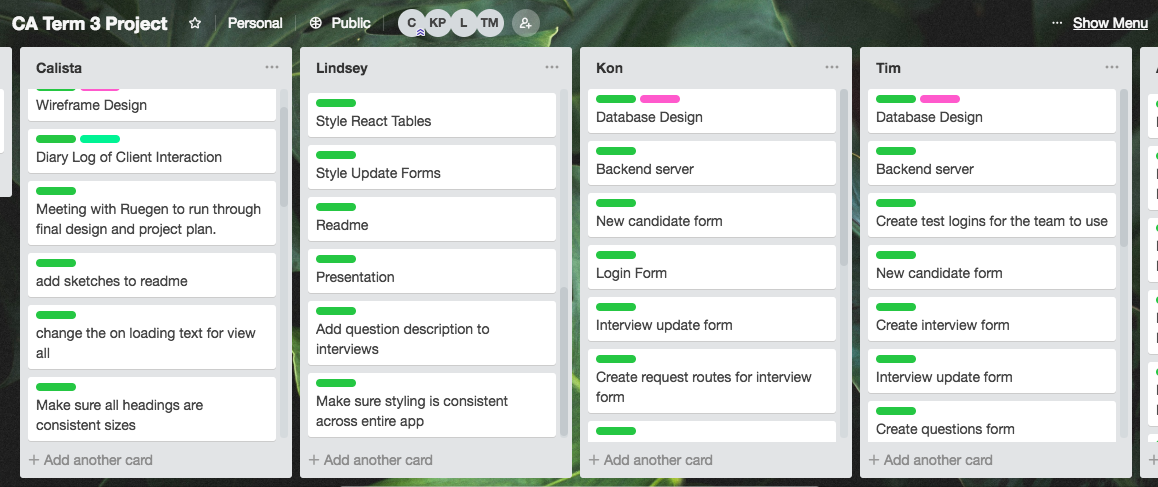 CA Term 3 Project
Personal
Public
C KP L TM
Show Menu
Calista
Wireframe Design
Diary Log of Client Interaction
Meeting with Ruegen to run through
final design and project plan.
add sketches to readme
change the on loading text for view
all
Make sure all headings are
consistent sizes
+ Add another card
Lindsey
Style React Tables
Style Update Forms
Readme
Presentation
Add question description to
interviews
Make sure styling is consistent
across entire app
+ Add another card
Kon
Database Design
Backend server
New candidate form
Login Form
Interview update form
Create request routes for interview
form
+ Add another card
Tim
Database Design
Backend server
Create test logins for the team to use
New candidate form
Create interview form
Interview update form
Create questions form
+ Add another card